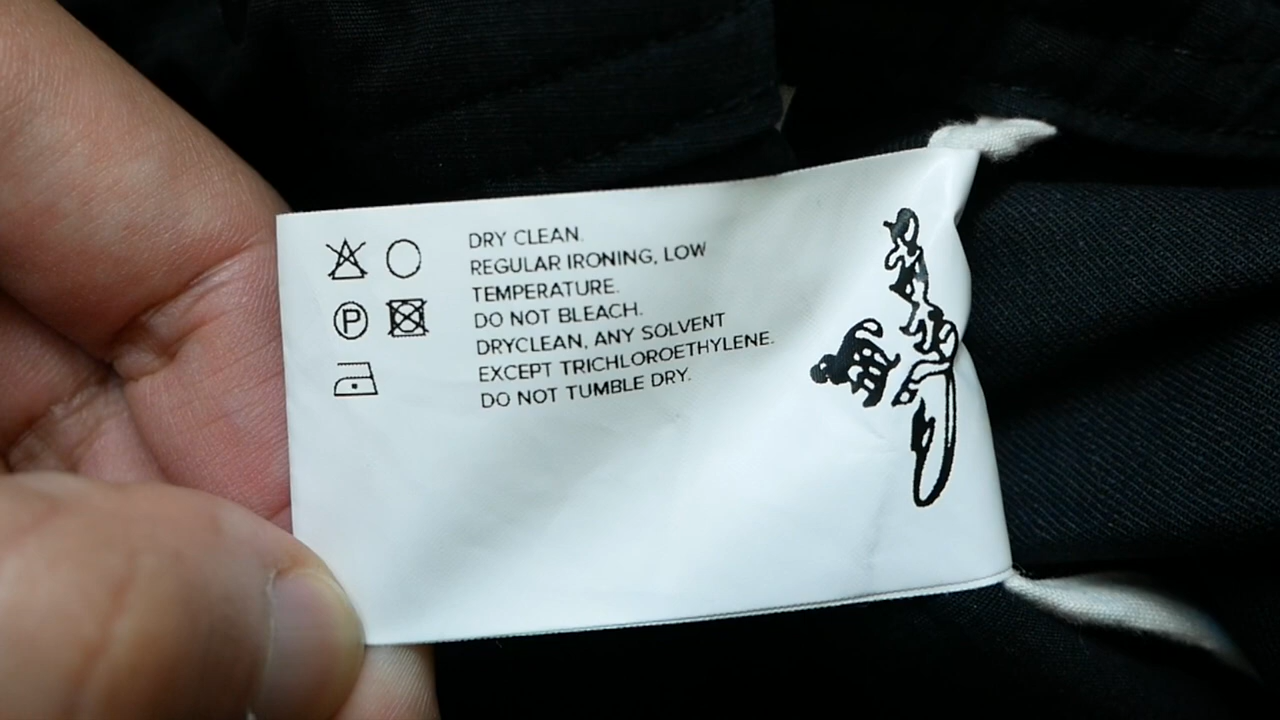 DRY CLEAN.
REGULAR IRONING, LOW
TEMPERATURE.
P
DO NOT BLEACH.
DRYCLEAN, ANY SOLVENT
EXCEPT TRICHLOROETHYLENE.
DO NOT TUMBLE DRY.